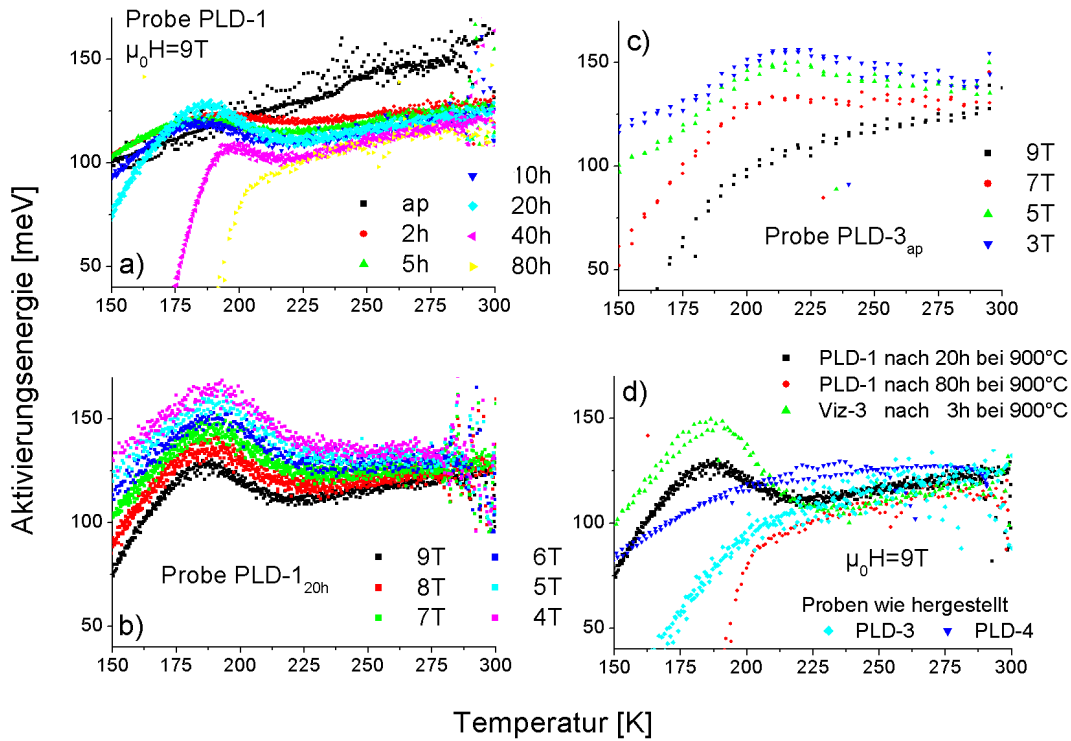 Aktivierungsenergie [meV]
Temperatur [K]
Probe PLD-1
µ₀H=9T
150
100
50
150 175 200 225 250 275 300
a)
ap
2h
5h
10h
20h
40h
80h
c)
150
100
50
150 175 200 225 250 275 300
9T
7T
5T
3T
Probe PLD-3ap
150
100
50
150 175 200 225 250 275 300
b)
Probe PLD-1₂₀ₕ
9T
8T
7T
6T
5T
4T
PLD-1 nach 20h bei 900°C
PLD-1 nach 80h bei 900°C
Viz-3 nach 3h bei 900°C
d)
150
100
50
150 175 200 225 250 275 300
µ₀H=9T
Proben wie hergestellt
PLD-3 PLD-4